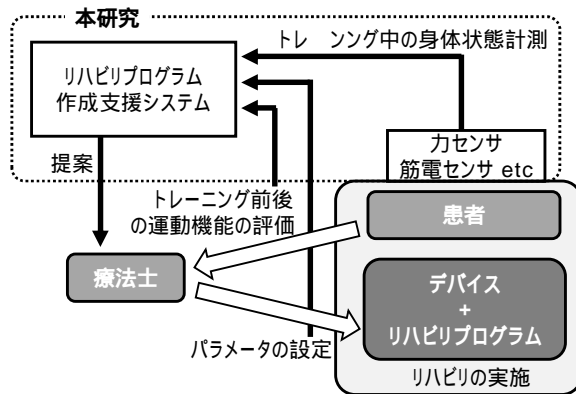 本研究
トレ ンング中の身体状態計測
リハビリプログラム
作成支援システム
提案
力センサ
筋電センサ etc
トレーニング前後
の運動機能の評価
患者
療法士
デバイス
+
リハビリプログラム
パラメータの設定
リハビリの実施